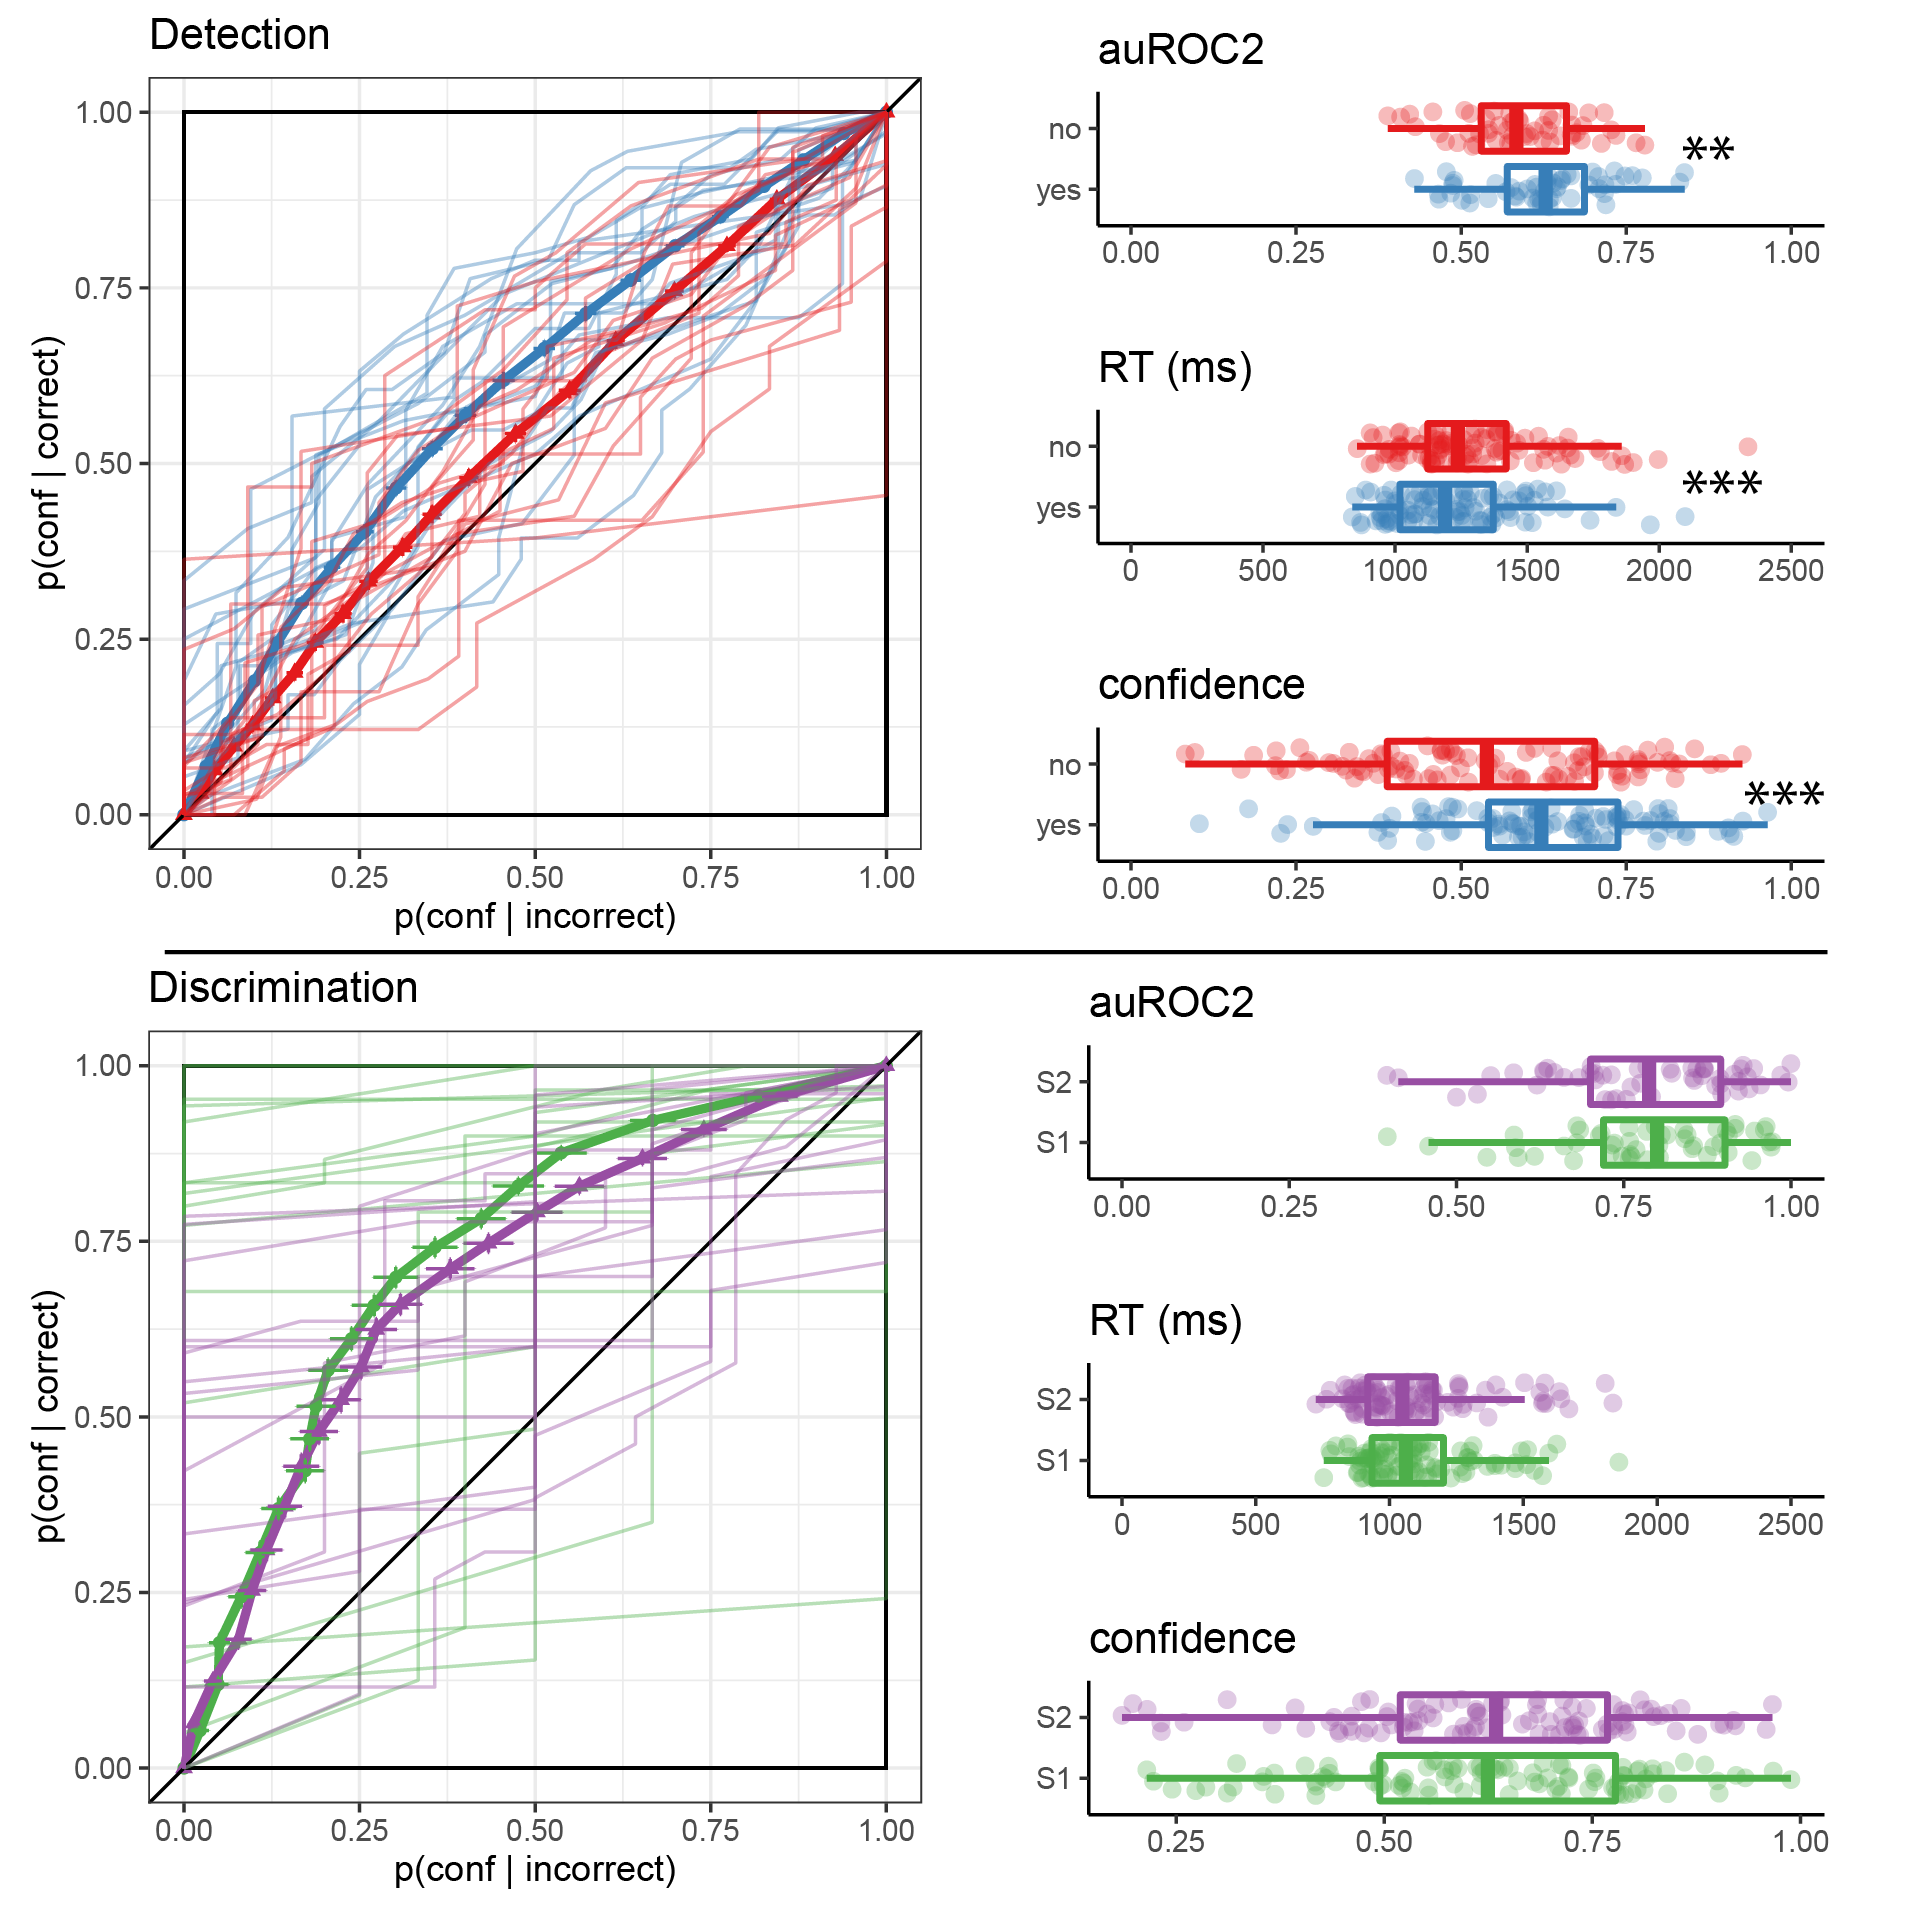 Detection
1.00
0.75
0.50
0.25
0.00
p(conf | correct)
0.00 0.25 0.50 0.75 1.00
p(conf | incorrect)
auROC2
no
yes
**
0.00 0.25 0.50 0.75 1.00
RT (ms)
no
yes
***
0 500 1000 1500 2000 2500
confidence
no
yes
***
0.00 0.25 0.50 0.75 1.00
Discrimination
1.00
0.75
0.50
0.25
0.00
p(conf | correct)
0.00 0.25 0.50 0.75 1.00
p(conf | incorrect)
auROC2
S2
S1
0.00 0.25 0.50 0.75 1.00
RT (ms)
S2
S1
0 500 1000 1500 2000 2500
confidence
S2
S1
0.25 0.50 0.75 1.00